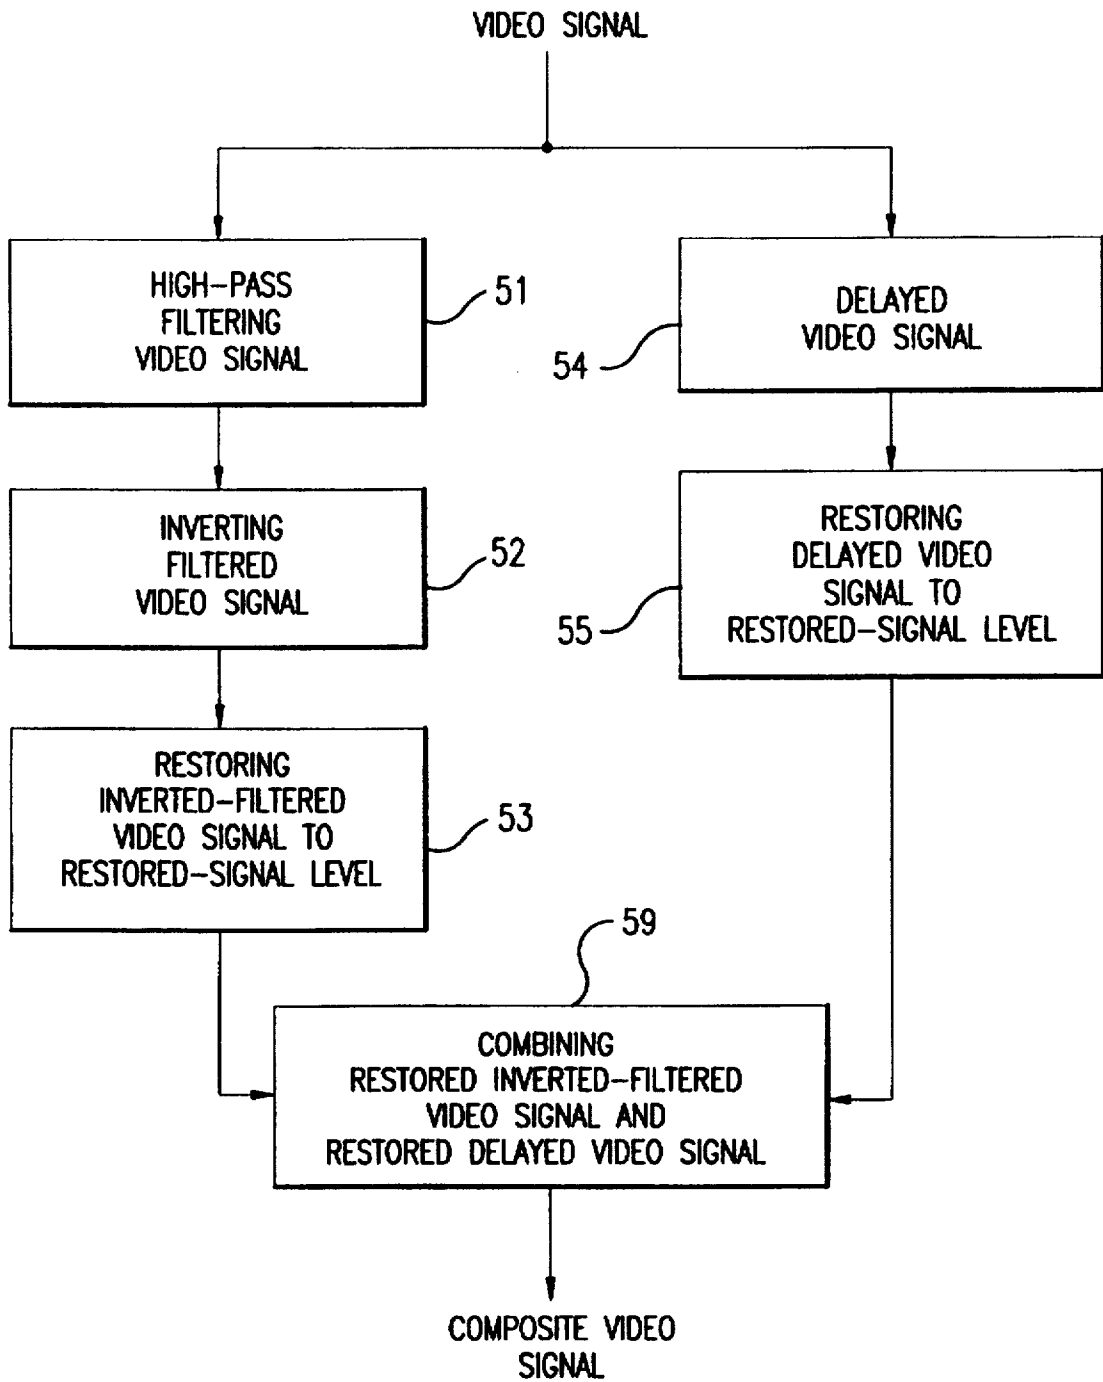 VIDEO SIGNAL
HIGH-PASS
FILTERING
VIDEO SIGNAL
51
DELAYED
VIDEO SIGNAL
54
INVERTING
FILTERED
VIDEO SIGNAL
52
RESTORING
DELAYED VIDEO
SIGNAL TO
RESTORED-SIGNAL LEVEL
55
RESTORING
INVERTED-FILTERED
VIDEO SIGNAL TO
RESTORED-SIGNAL LEVEL
53
59
COMBINING
RESTORED INVERTED-FILTERED
VIDEO SIGNAL AND
RESTORED DELAYED VIDEO SIGNAL
COMPOSITE VIDEO
SIGNAL